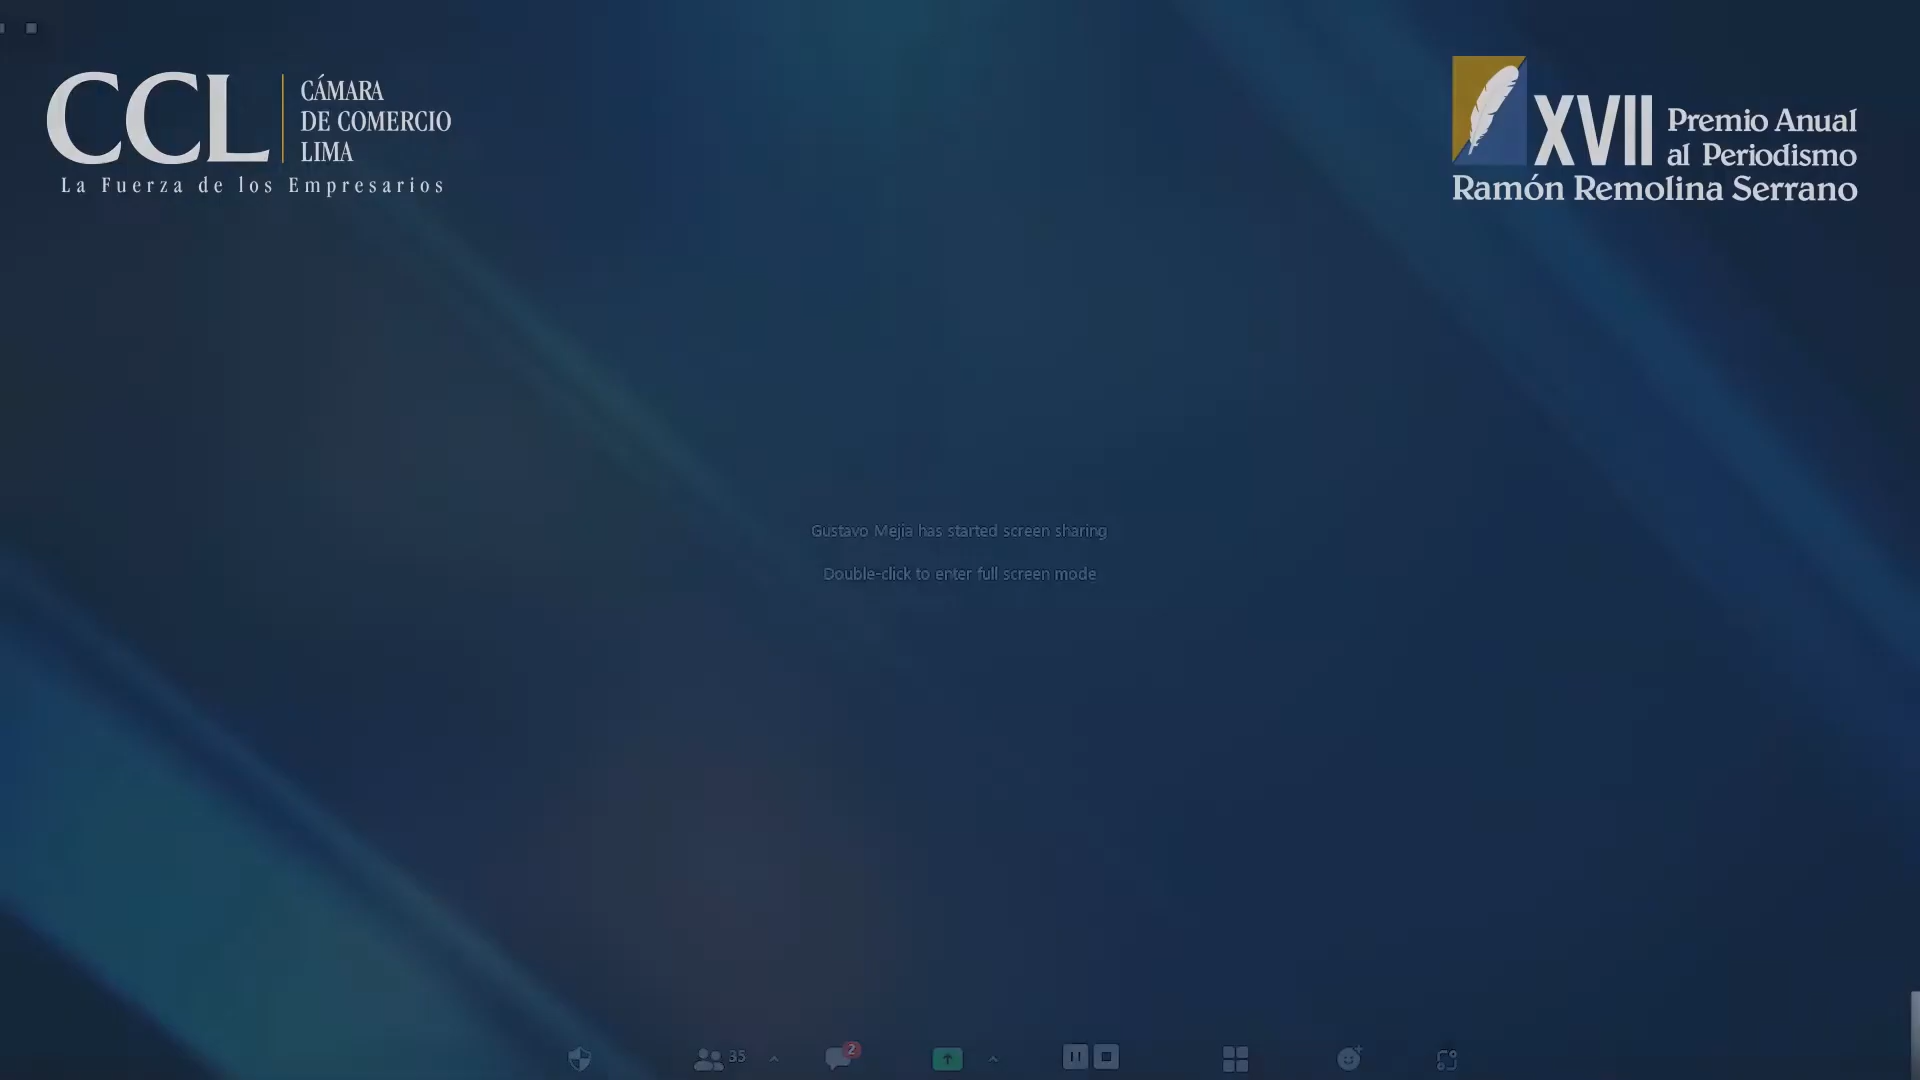 CCL
CÁMARA
DE COMERCIO
LIMA
La Fuerza de los Empresarios
XVII
Premio Anual
al Periodismo
Ramón Remolina Serrano
Gustavo Mejia has started screen sharing
Double-click to enter full screen mode
35
2